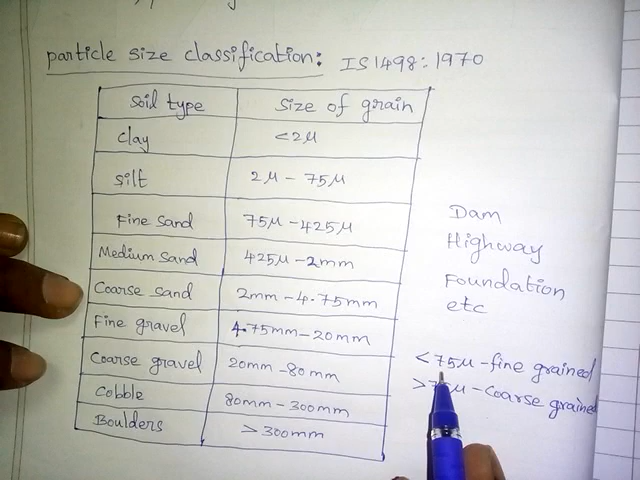 particle size classification: IS 1498:1970
Soil type Size of grain
Clay <2μ
Silt 2μ - 75μ
Fine sand 75μ - 425μ
Medium sand 425μ - 2mm
Coarse sand 2mm - 4.75mm
Fine gravel 4.75mm - 20mm
Coarse gravel 20mm - 80mm
Cobble 80mm - 300mm
Boulders >300mm
Dam
Highway
Foundation
etc
<75μ - fine grained
>75μ - coarse grained